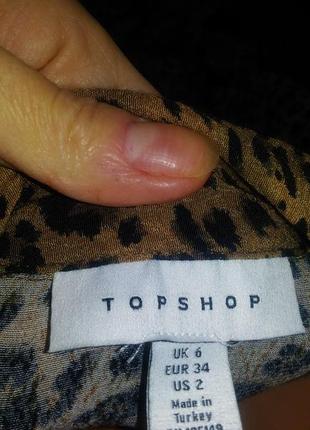 TOPSHOP
UK 6
EUR 34
US 2
Made in
Turkey